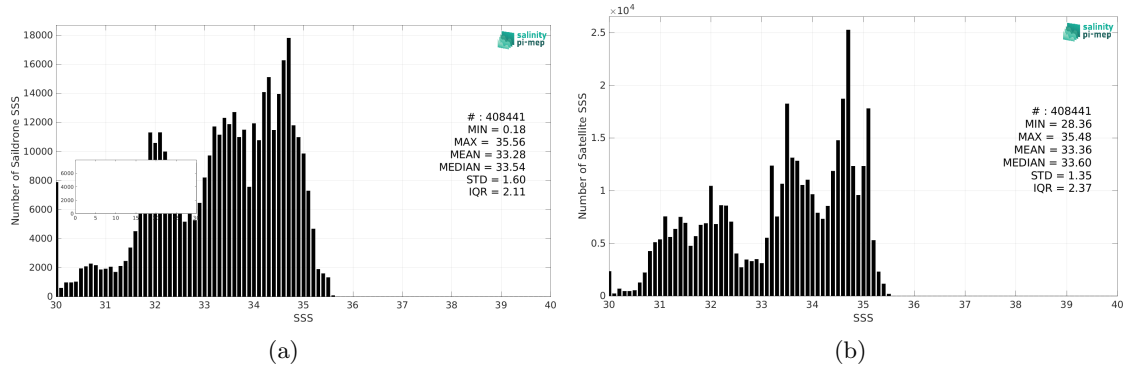 salinity
pi-mep
18000
16000
14000
12000
10000
8000
6000
4000
2000
0
Number of Saildrone SSS
# : 408441
MIN = 0.18
MAX = 35.56
MEAN = 33.28
MEDIAN = 33.54
STD = 1.60
IQR = 2.11
6000
4000
2000
0
0 5 10 15
30 31 32 33 34 35 36 37 38 39 40
SSS
(a)
×10⁴
salinity
pi-mep
2.5
2
1.5
1
0.5
0
Number of Satellite SSS
# : 408441
MIN = 28.36
MAX = 35.48
MEAN = 33.36
MEDIAN = 33.60
STD = 1.35
IQR = 2.37
30 31 32 33 34 35 36 37 38 39 40
SSS
(b)